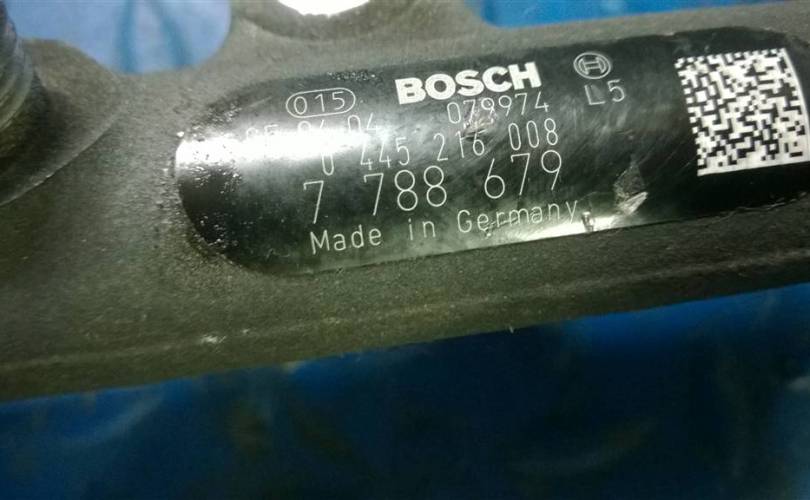 015 BOSCH
079974 L5
0 445 216 008
7 788 679
Made in Germany